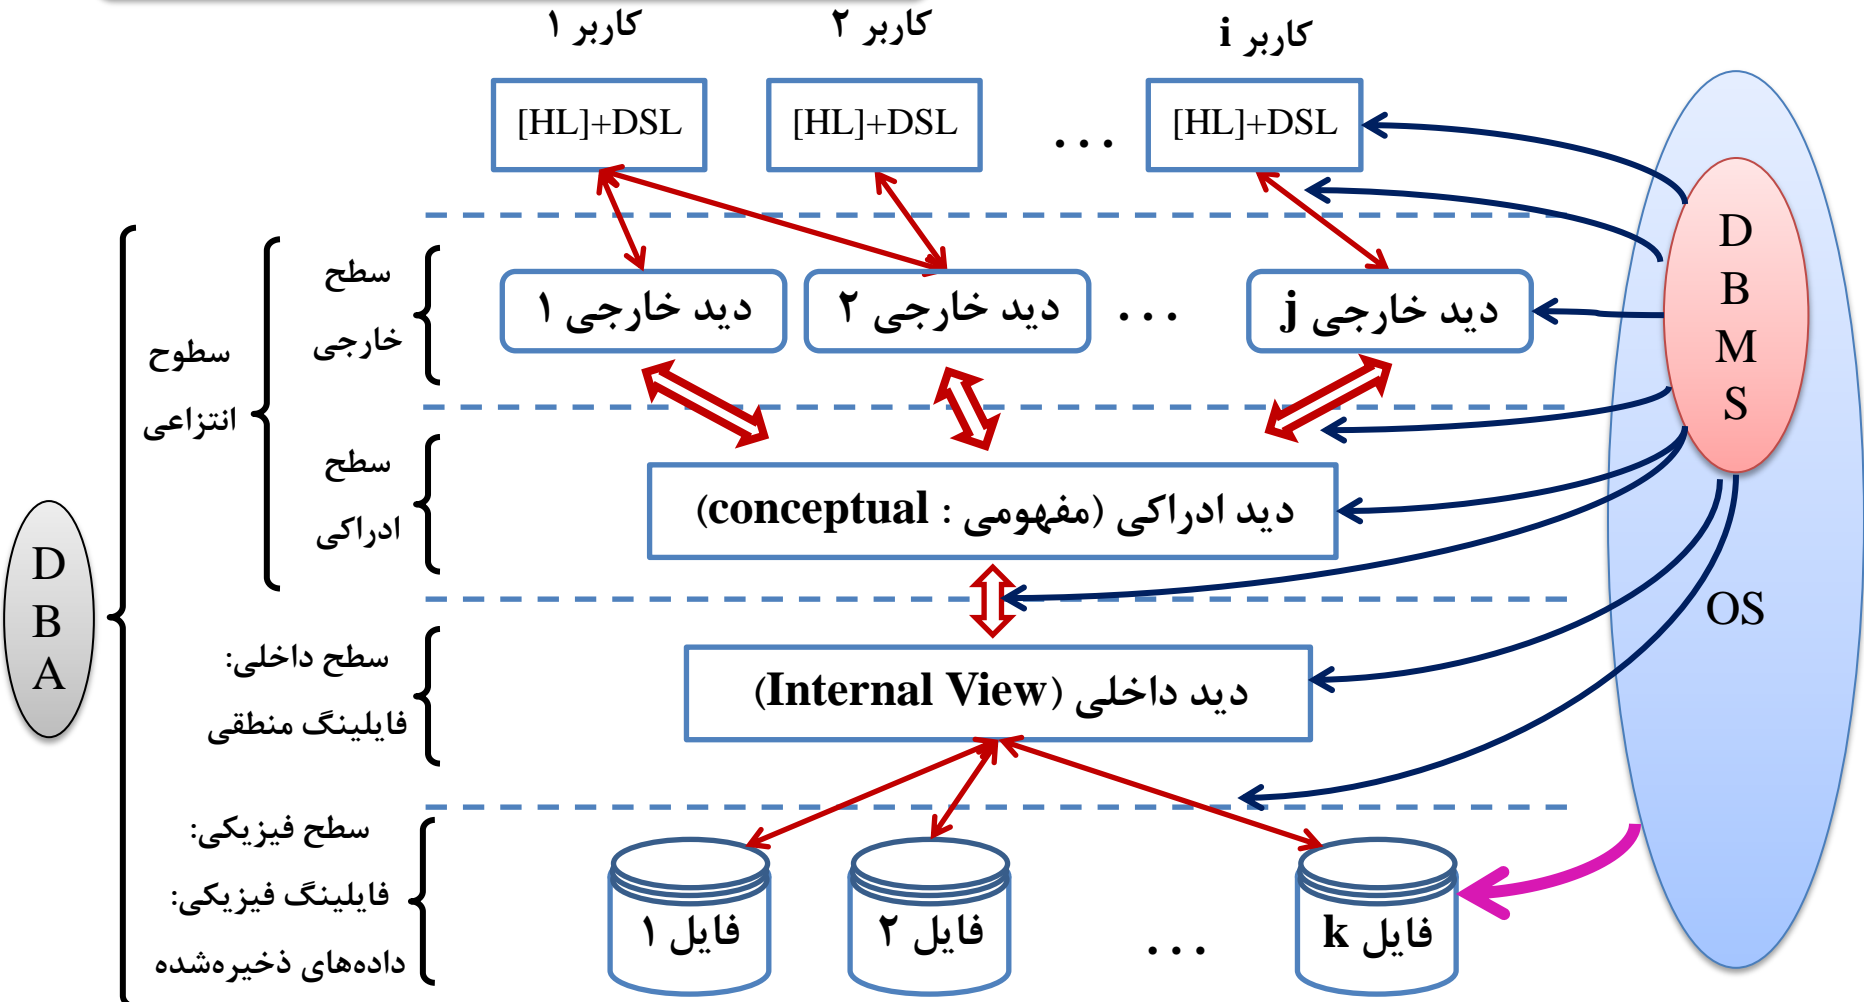 کاربر ۱
کاربر ۲
کاربر i
[HL]+DSL
[HL]+DSL
. . .
[HL]+DSL
سطح
خارجی
دید خارجی ۱
دید خارجی ۲
. . .
دید خارجی j
سطوح
انتزاعی
سطح
ادراکی
دید ادراکی (مفهومی : conceptual)
سطح داخلی:
فایلینگ منطقی
دید داخلی (Internal View)
سطح فیزیکی:
فایلینگ فیزیکی:
داده‌های ذخیره‌شده
فایل ۱
فایل ۲
. . .
فایل k
D
B
M
S
OS
D
B
A